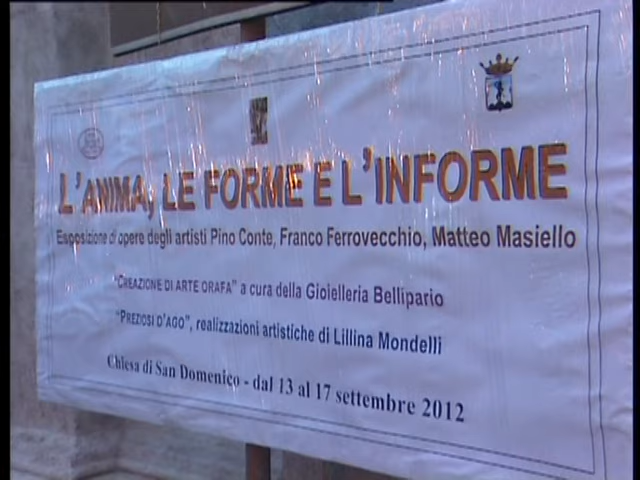 L'ANIMA, LE FORME E L'INFORME
Esposizione di opere degli artisti Pino Conte, Franco Ferrovecchio, Matteo Masiello
"CREAZIONE DI ARTE ORAFA" a cura della Gioielleria Bellipario
"PREZIOSI D'AGO", realizzazioni artistiche di Lillina Mondelli
Chiesa di San Domenico - dal 13 al 17 settembre 2012